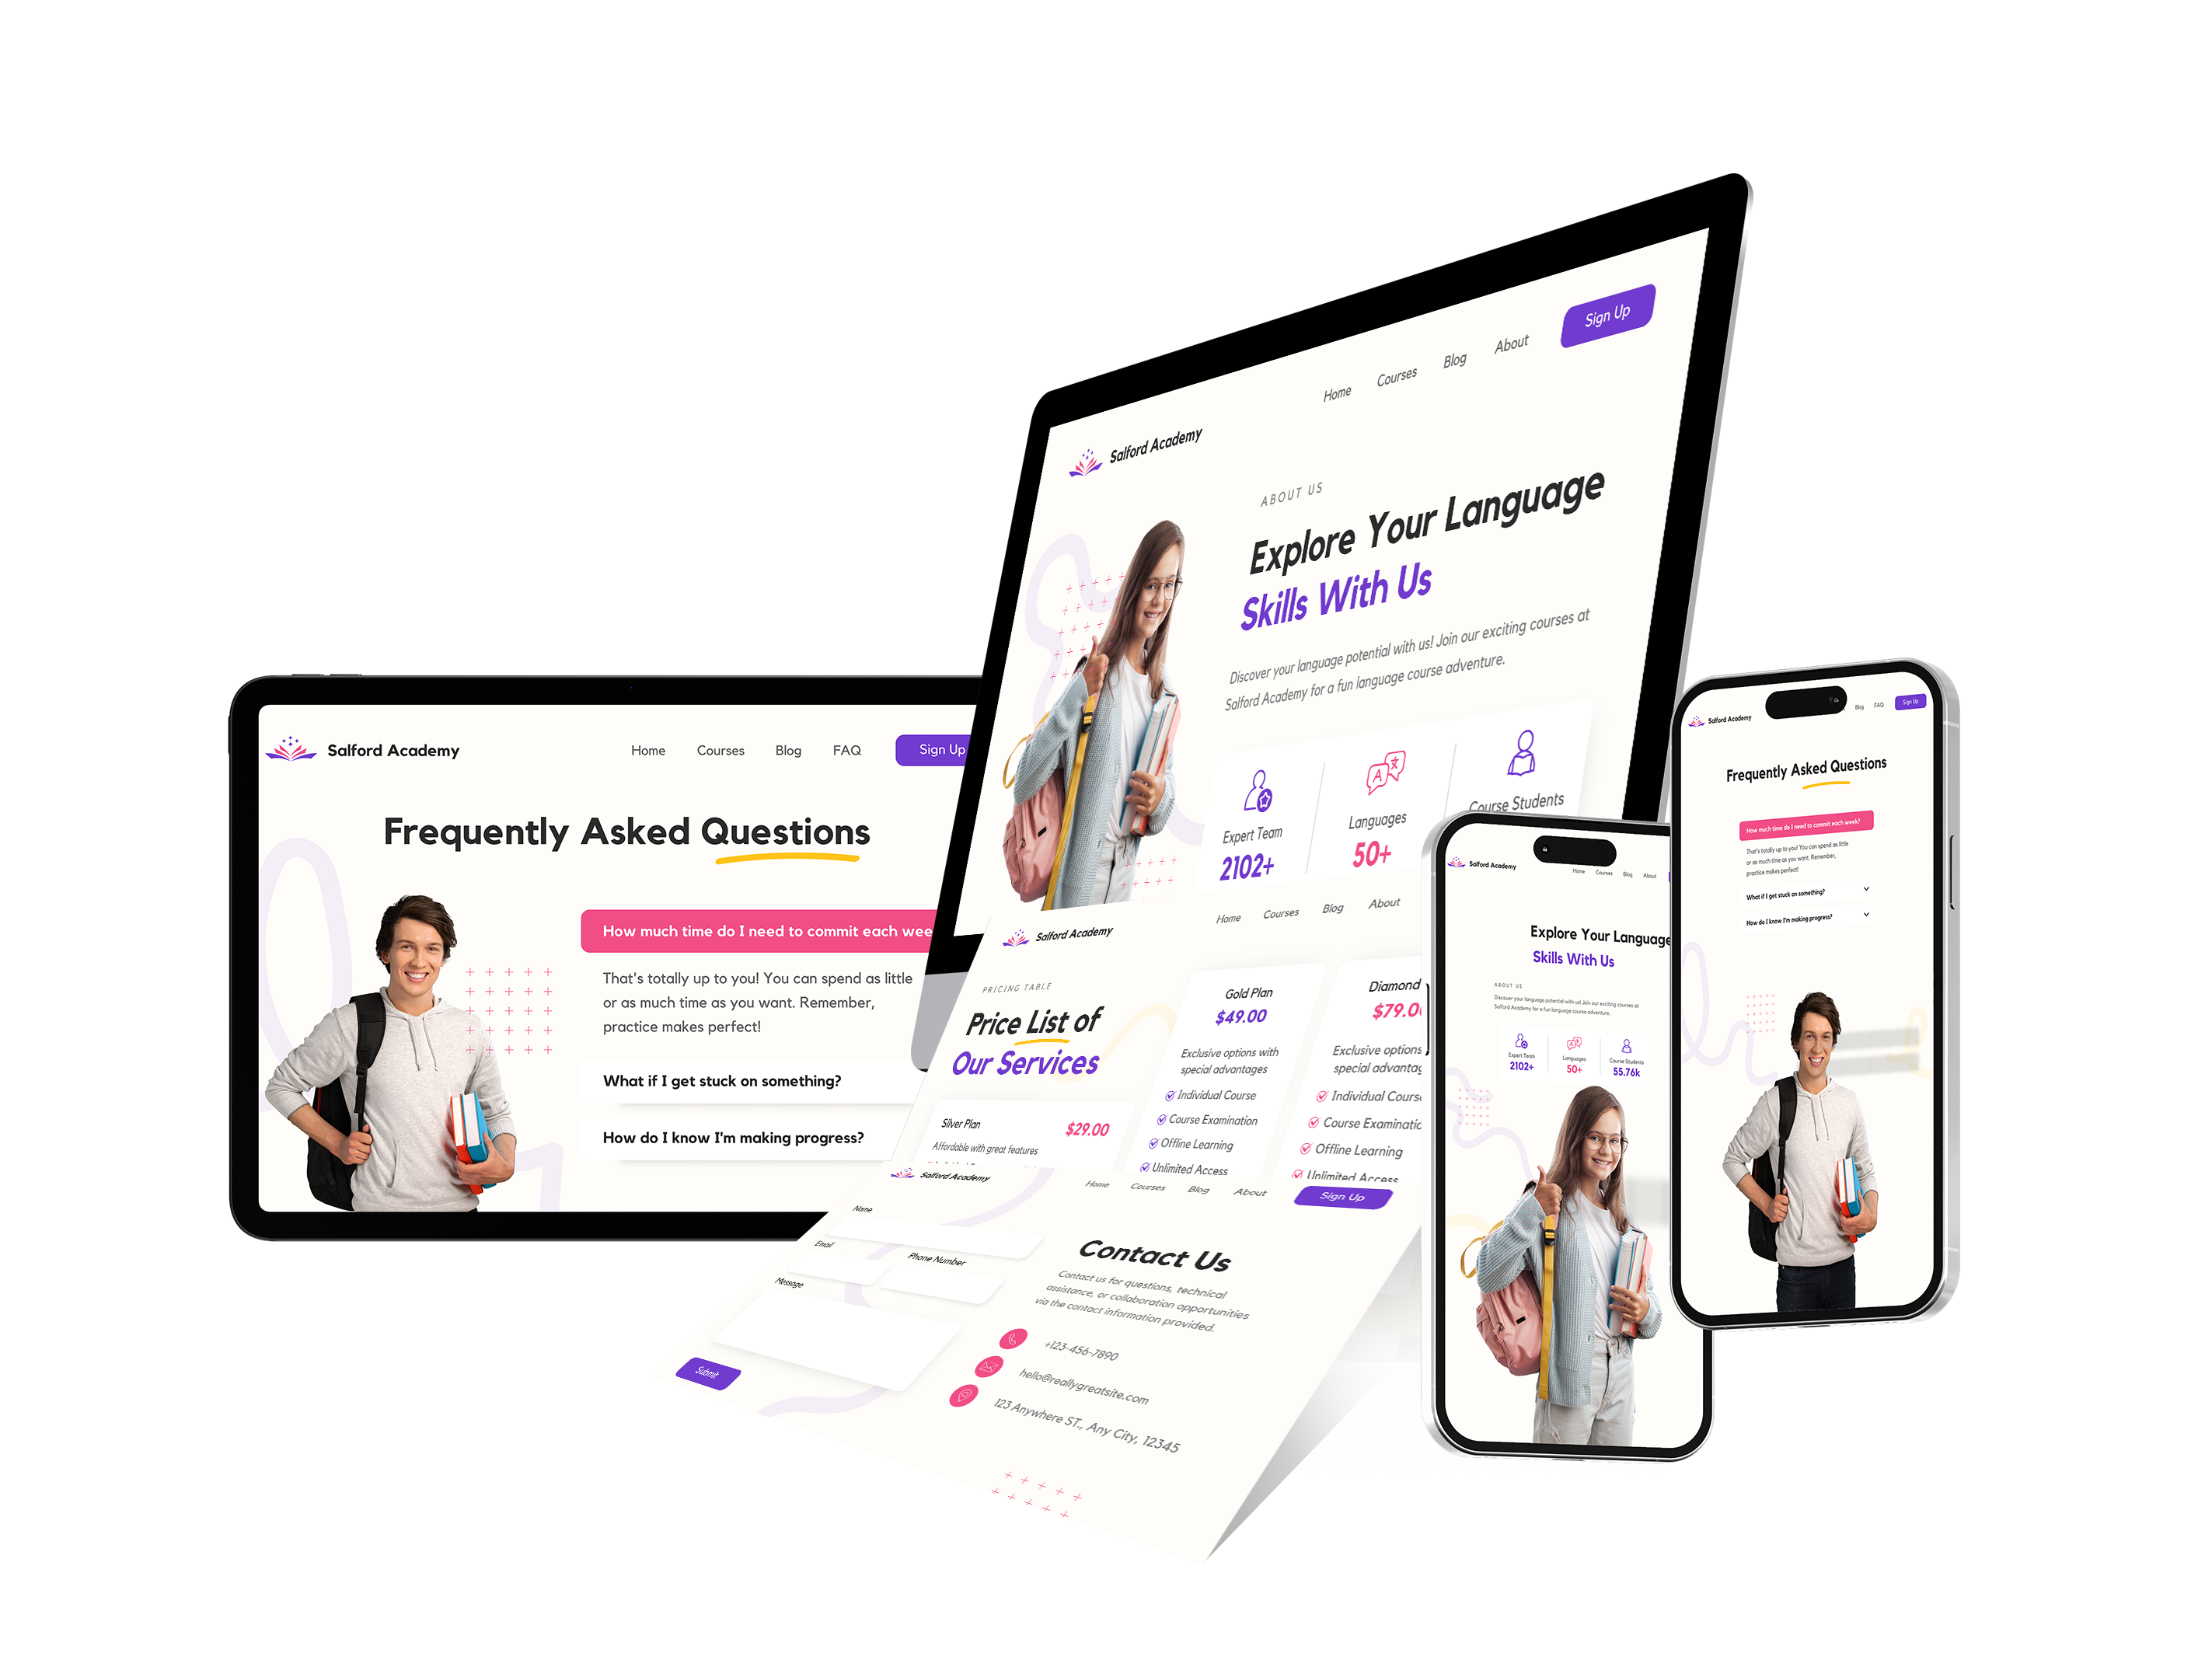 Salford Academy
Home Courses Blog FAQ Sign Up
Frequently Asked Questions
How much time do I need to commit each
That's totally up to you! You can spend as little
or as much time as you want. Remember,
practice makes perfect!
What if I get stuck on something?
How do I know I'm making progress?
Home Courses Blog About Sign Up
Salford Academy
ABOUT US
Explore Your Language
Skills With Us
Discover your language potential with us! Join our exciting courses at
Salford Academy for a fun language course adventure.
Expert Team
2102+
Languages
50+
Course Students
Home Courses Blog About
Salford Academy
PRICING TABLE
Price List of
Our Services
Silver Plan
$29.00
Affordable with great features
Gold Plan
$49.00
Exclusive options with
special advantages
Individual Course
Course Examination
Offline Learning
Unlimited Access
Diamond
$79.00
Exclusive options
special
Individual
Course
Offline Learning
Unlimited Access
Salford Academy
Home Courses Blog About Sign Up
Name
Email
Phone Number
Message
Submit
Contact Us
Contact us for questions, technical
assistance, or collaboration opportunities
via the contact information provided.
+123-456-7890
hello@reallygreatsite.com
123 Anywhere ST., Any City, 12345
Salford Academy
Home Courses Blog About
Explore Your Language
Skills With Us
ABOUT US
Discover your language potential with us! Join our exciting courses at
Salford Academy for a fun language course adventure.
Expert Team
2102+
Languages
50+
Course Students
55.76k
Salford Academy
Blog FAQ Sign Up
Frequently Asked Questions
How much time do I need to commit each week?
That's totally up to you! You can spend as little
or as much time as you want. Remember,
practice makes perfect!
What if I get stuck on something?
How do I know I'm making progress?